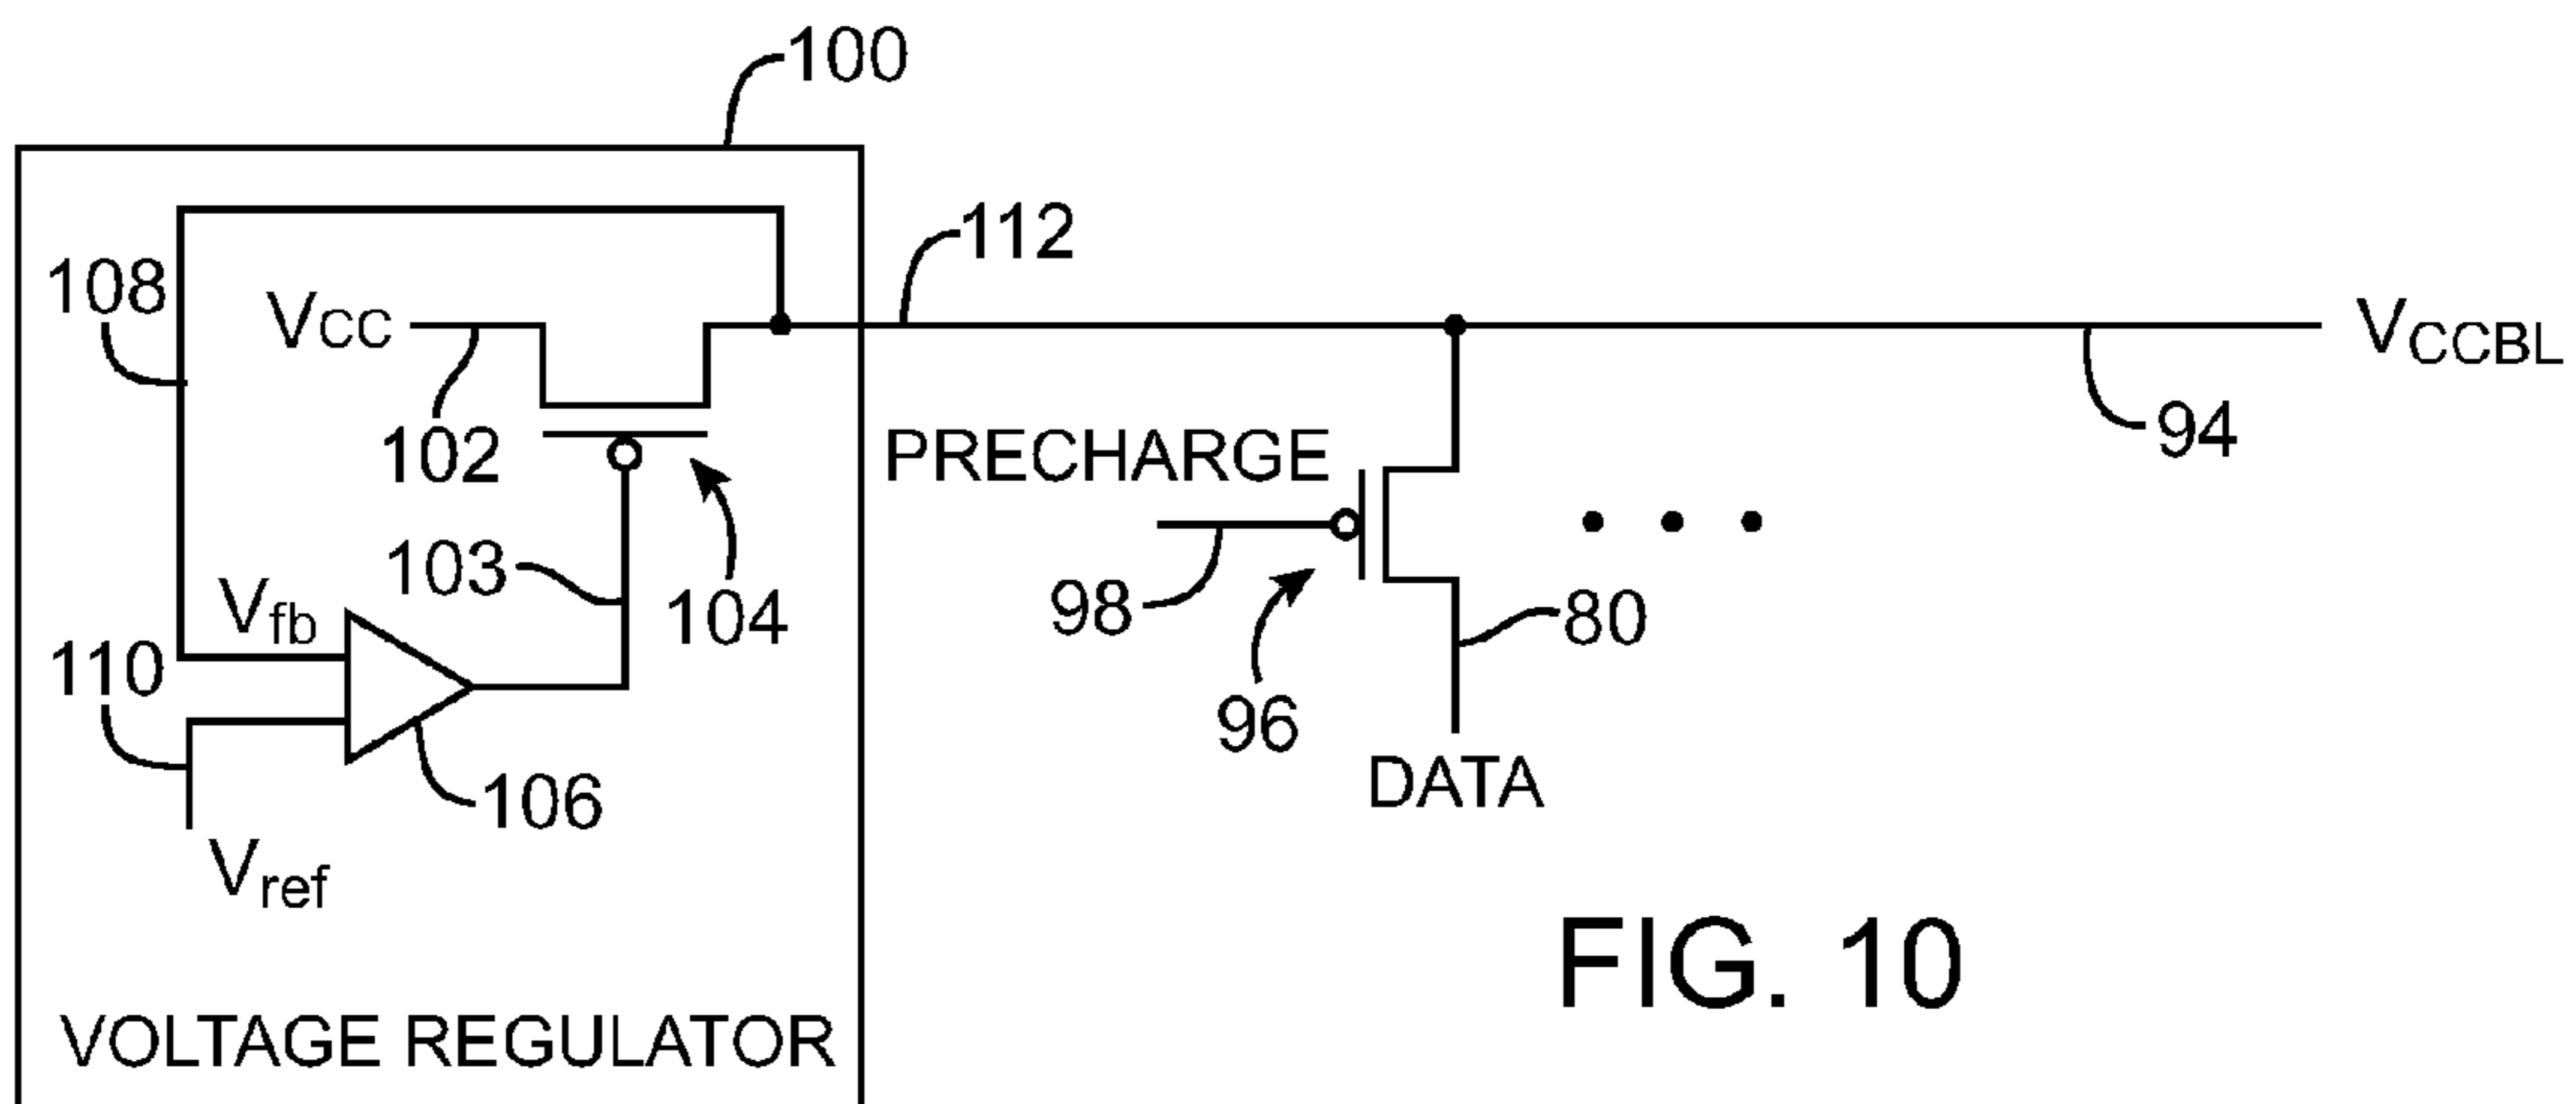 100
112
108
VCC
VCCBL
102
PRECHARGE
94
103
Vfb
104
98
80
110
96
106
DATA
Vref
FIG. 10
VOLTAGE REGULATOR